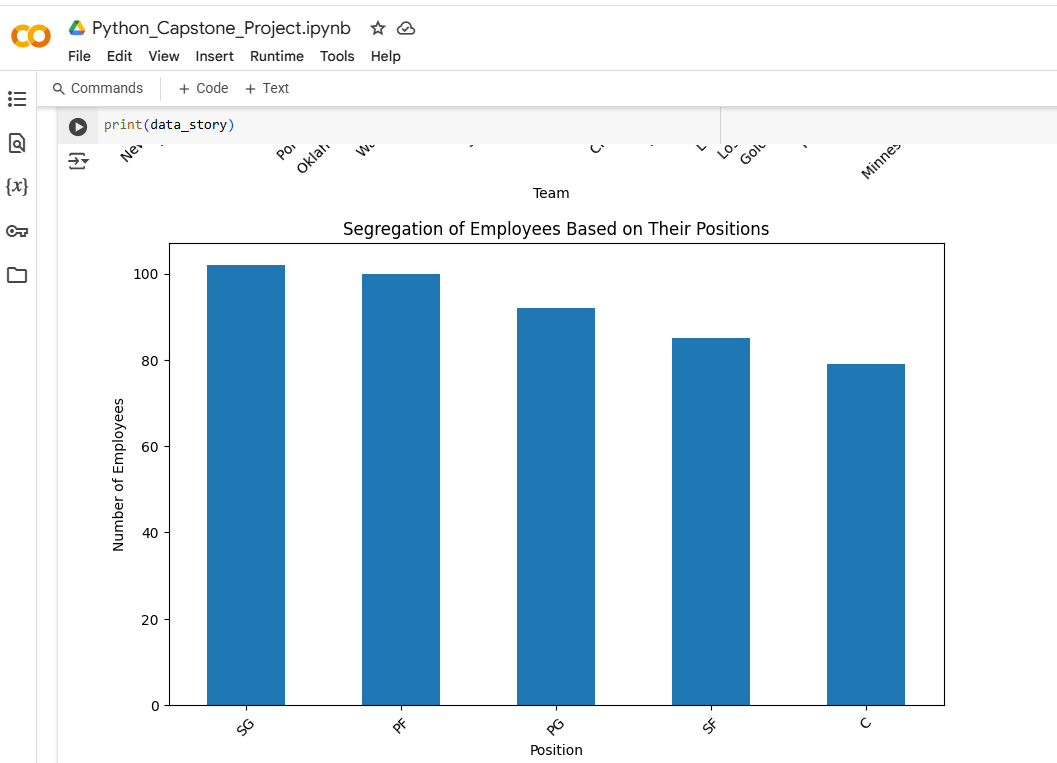 Python_Capstone_Project.ipynb
File Edit View Insert Runtime Tools Help
Commands + Code + Text
print(data_story)
{x}
Team
Segregation of Employees Based on Their Positions
100
80
60
40
20
0
Number of Employees
SG PF PG SF C
Position